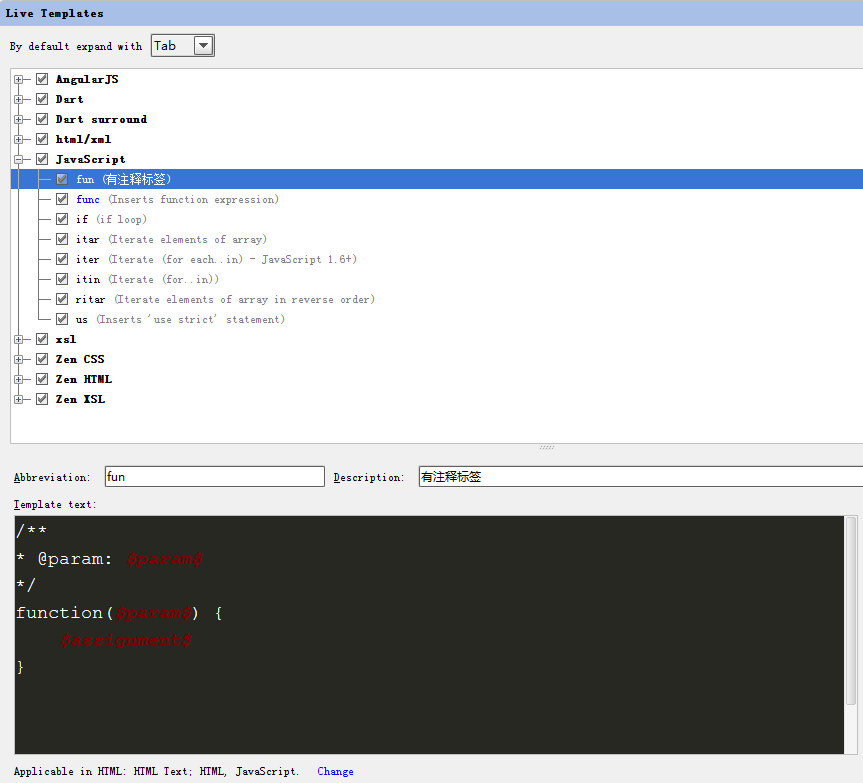 Live Templates
By default expand with Tab
AngularJS
Dart
Dart surround
html/xml
JavaScript
fun (有注释标签)
func (Inserts function expression)
if (if loop)
itar (Iterate elements of array)
iter (Iterate (for each..in) - JavaScript 1.6+)
itin (Iterate (for..in))
ritar (Iterate elements of array in reverse order)
us (Inserts 'use strict' statement)
xsl
Zen CSS
Zen HTML
Zen XSL
Abbreviation: fun Description: 有注释标签
Template text:
/**
* @param: $param$
*/
function($param$) {
$assignment$
}
Applicable in HTML: HTML Text; HTML, JavaScript. Change